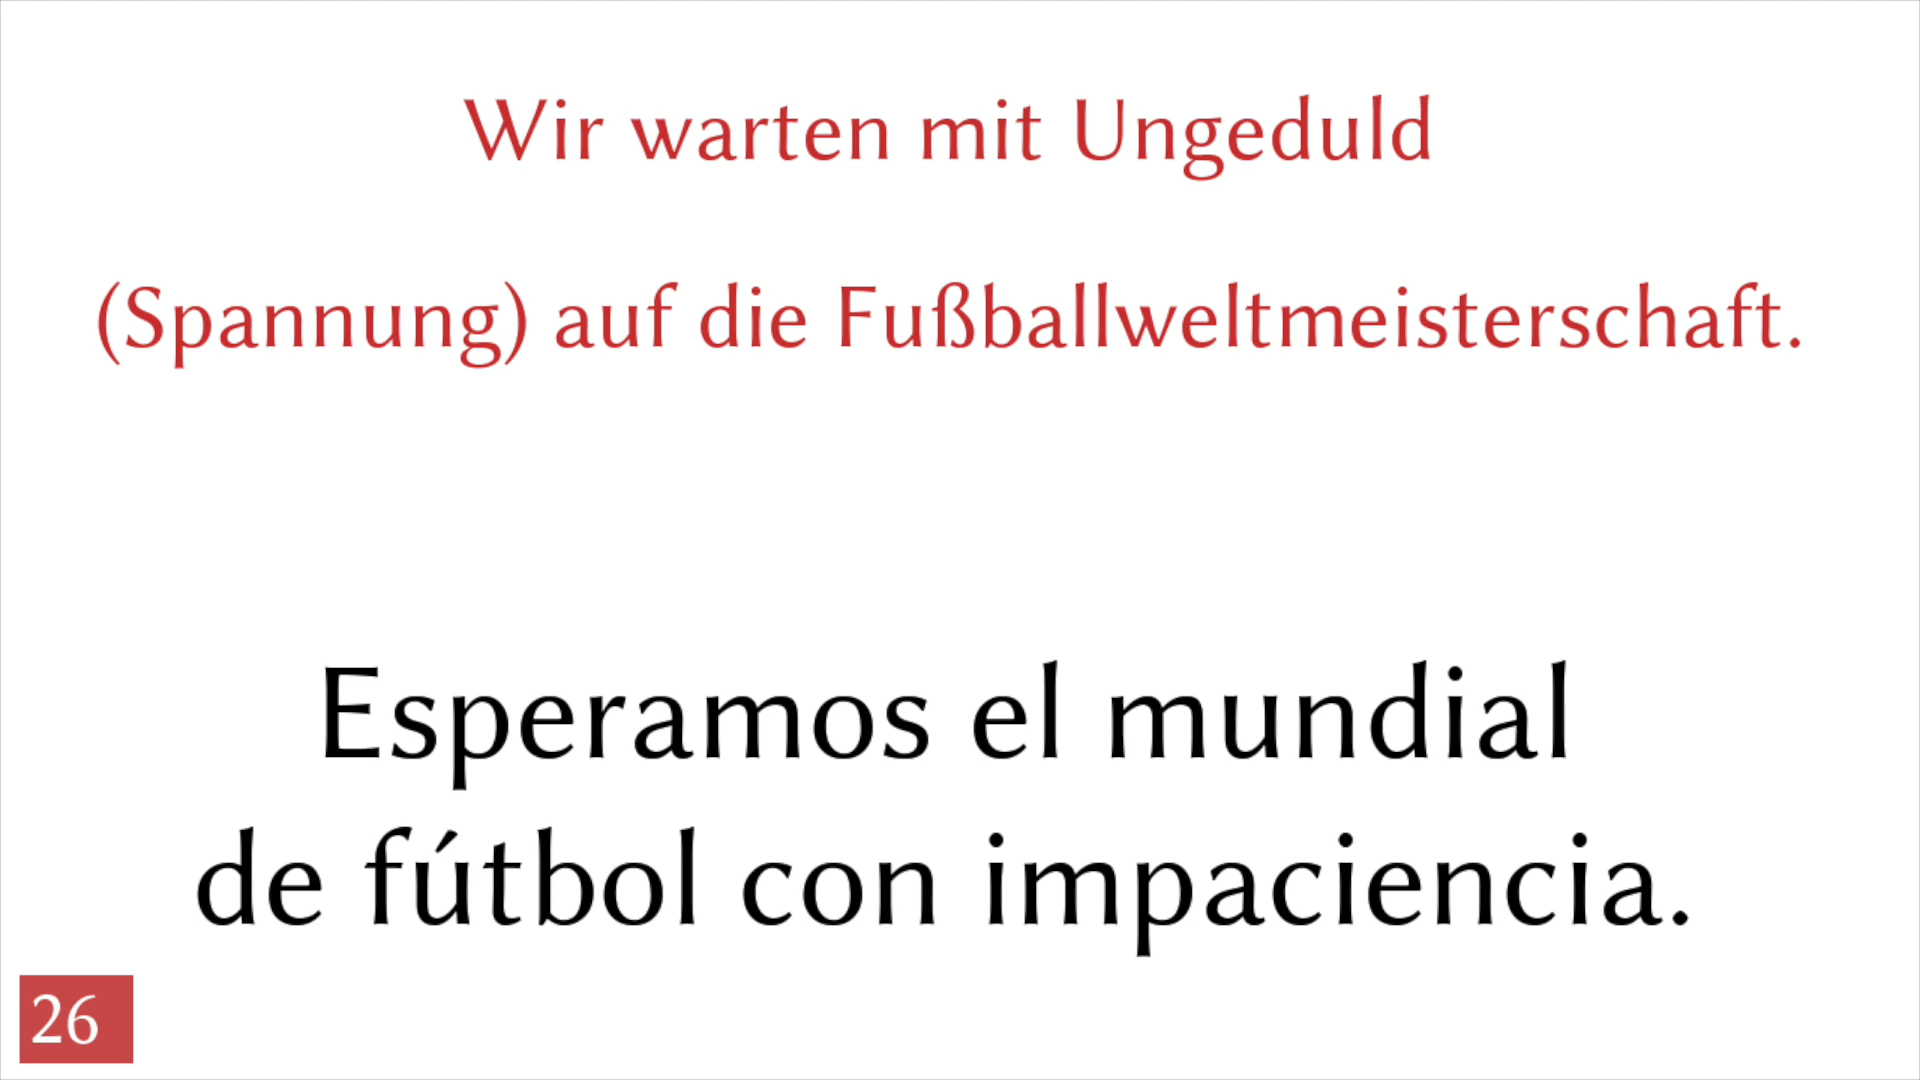 Wir warten mit Ungeduld
(Spannung) auf die Fußballweltmeisterschaft.
Esperamos el mundial
de fútbol con impaciencia.
26